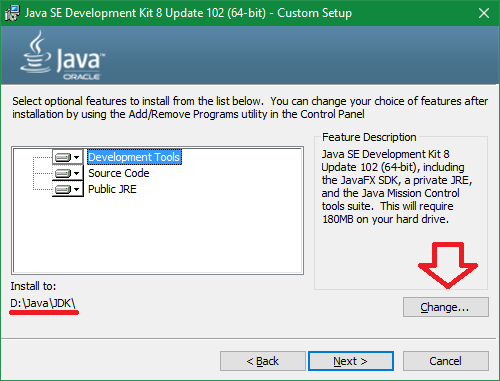 Java SE Development Kit 8 Update 102 (64-bit) - Custom Setup
Java
ORACLE
Select optional features to install from the list below. You can change your choice of features after
installation by using the Add/Remove Programs utility in the Control Panel
Development Tools
Source Code
Public JRE
Feature Description
Java SE Development Kit 8
Update 102 (64-bit), including
the JavaFX SDK, a private JRE,
and the Java Mission Control
tools suite. This will require
180MB on your hard drive.
Install to:
D:\Java\JDK\
Change...
< Back
Next >
Cancel